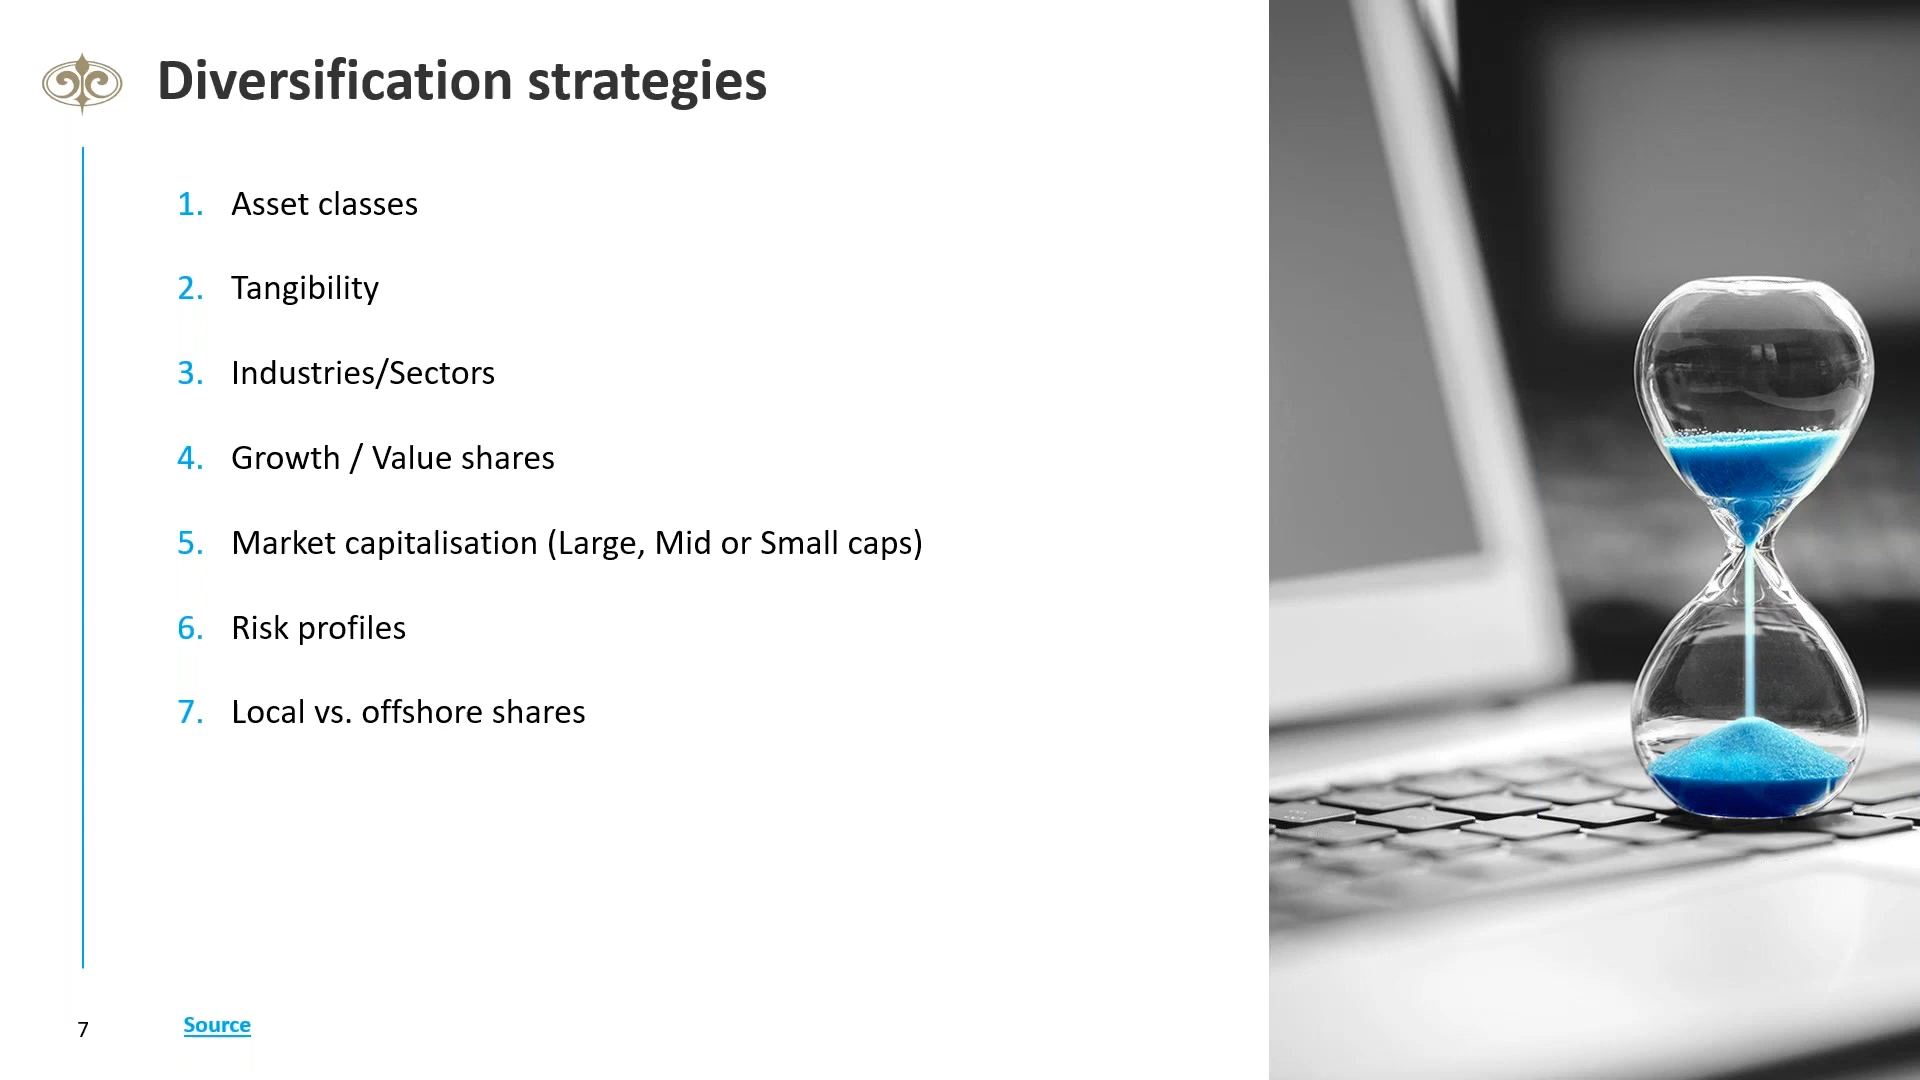 Diversification strategies
1. Asset classes
2. Tangibility
3. Industries/Sectors
4. Growth / Value shares
5. Market capitalisation (Large, Mid or Small caps)
6. Risk profiles
7. Local vs. offshore shares
7
Source